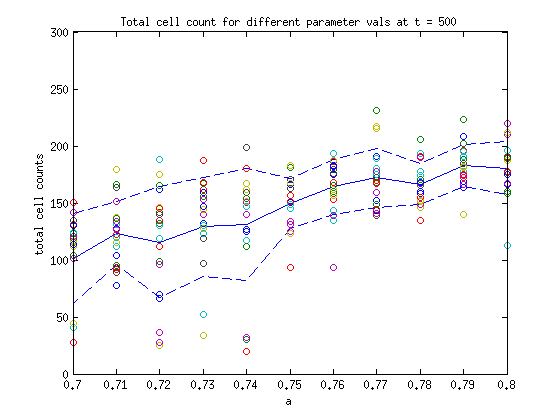 Total cell count for different parameter vals at t = 500
300
250
200
150
100
50
0
total cell counts
0.7 0.71 0.72 0.73 0.74 0.75 0.76 0.77 0.78 0.79 0.8
a